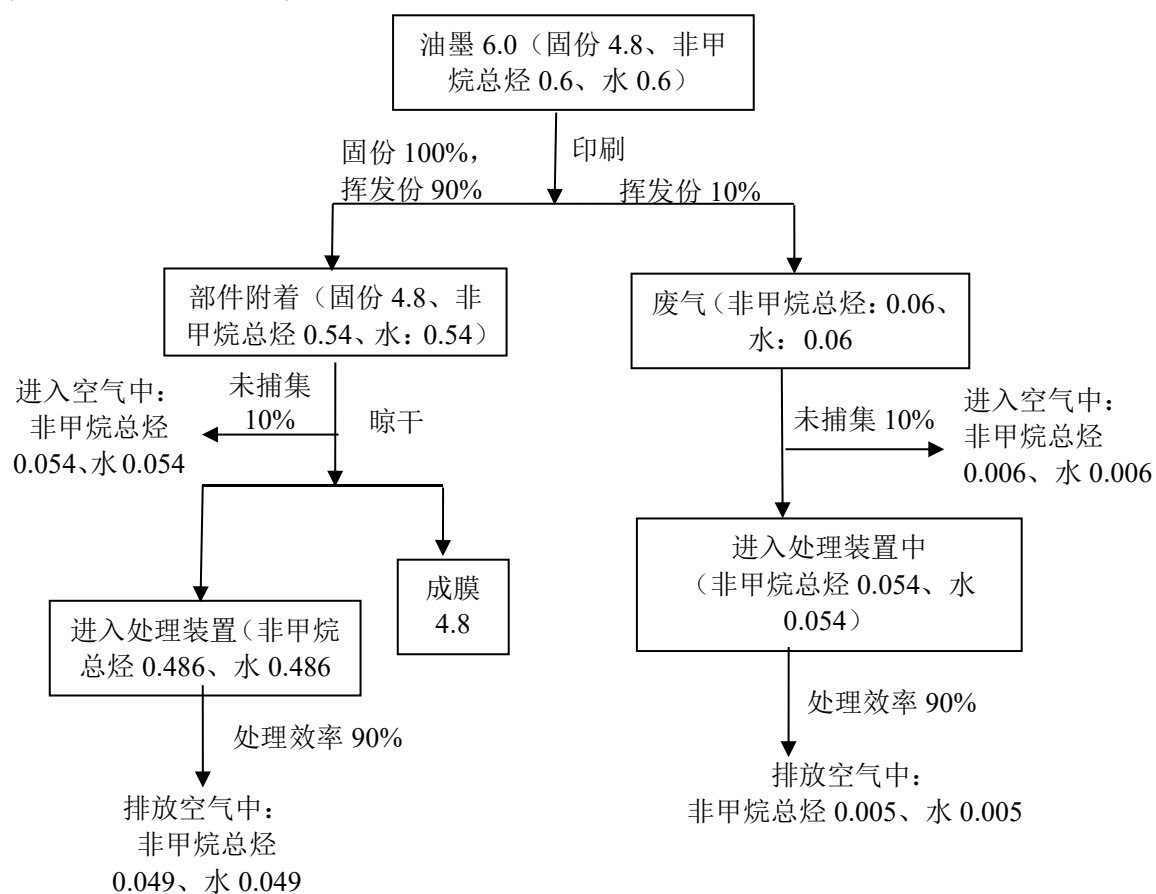 油墨 6.0（固份 4.8、非甲
烷总烃 0.6、水 0.6）
固份 100%，
挥发份 90%
印刷
挥发份 10%
部件附着（固份 4.8、非
甲烷总烃 0.54、水：0.54）
废气（非甲烷总烃：0.06、
水：0.06
进入空气中：
非甲烷总烃
0.054、水 0.054
未捕集
10%
晾干
未捕集 10%
进入空气中：
非甲烷总烃
0.006、水 0.006
进入处理装置（非甲烷
总烃 0.486、水 0.486
成膜
4.8
进入处理装置中
（非甲烷总烃 0.054、水
0.054）
处理效率 90%
处理效率 90%
排放空气中：
非甲烷总烃
0.049、水 0.049
排放空气中：
非甲烷总烃 0.005、水 0.005